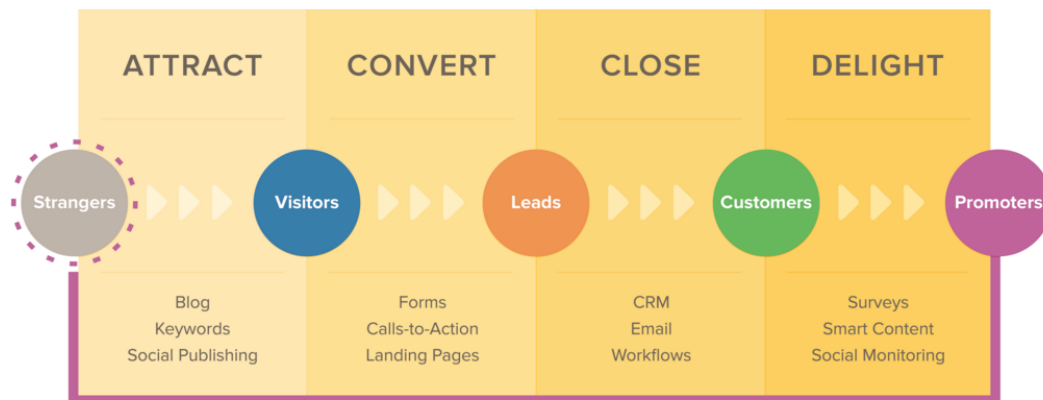 ATTRACT
CONVERT
CLOSE
DELIGHT
Strangers
Visitors
Leads
Customers
Promoters
Blog
Keywords
Social Publishing
Forms
Calls-to-Action
Landing Pages
CRM
Email
Workflows
Surveys
Smart Content
Social Monitoring